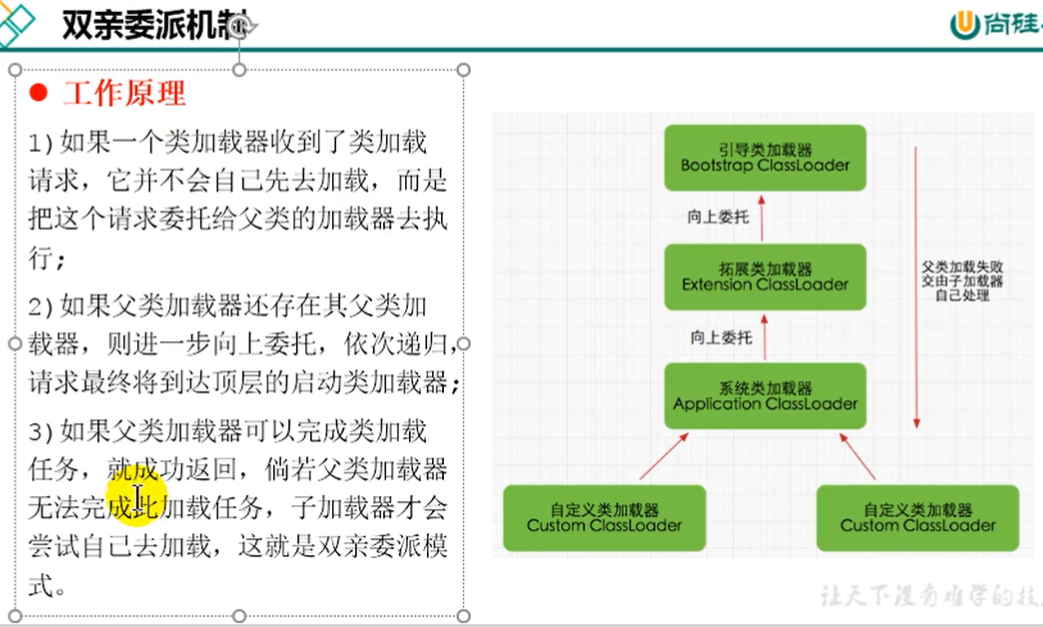 双亲委派机制
尚硅
● 工作原理
1)如果一个类加载器收到了类加载
请求，它并不会自己先去加载，而是
把这个请求委托给父类的加载器去执
行;
2)如果父类加载器还存在其父类加
载器，则进一步向上委托，依次递归，
请求最终将到达顶层的启动类加载器;
3)如果父类加载器可以完成类加载
任务，就成功返回，倘若父类加载器
无法完成此加载任务，子加载器才会
尝试自己去加载，这就是双亲委派模
式。
引导类加载器
Bootstrap ClassLoader
向上委托
拓展类加载器
Extension ClassLoader
向上委托
系统类加载器
Application ClassLoader
自定义类加载器
Custom ClassLoader
自定义类加载器
Custom ClassLoader
父类加载失败
交由子加载器
自己处理
让天下没有难学的技